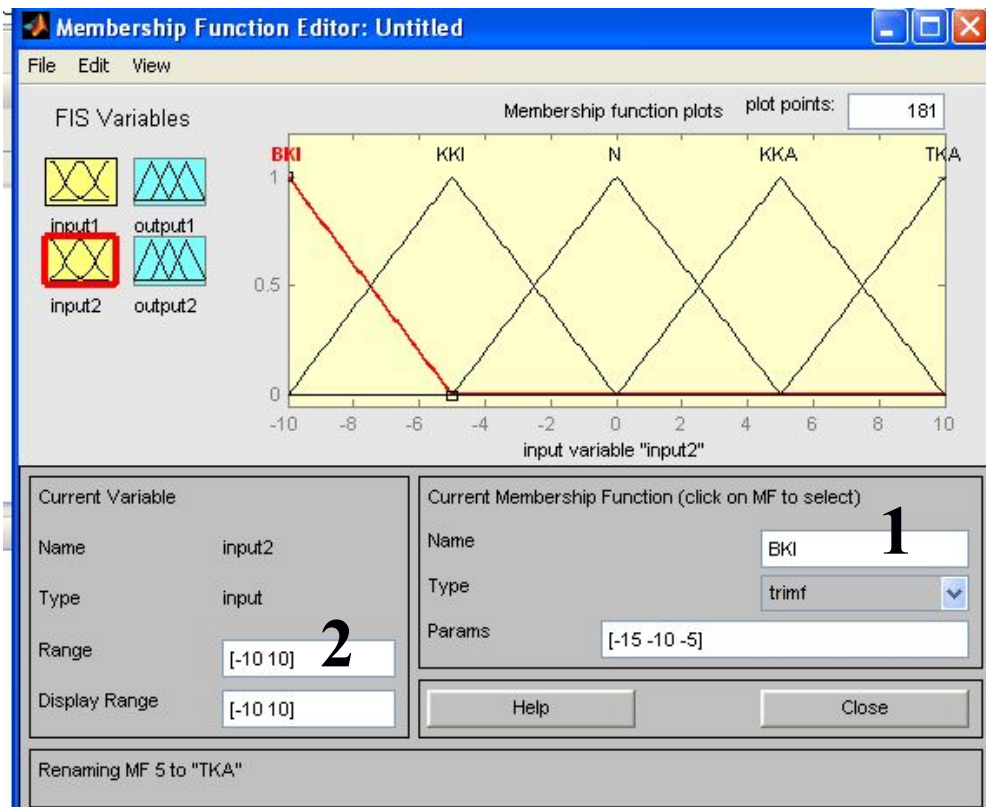 Membership Function Editor: Untitled
File Edit View
FIS Variables
Membership function plots plot points: 181
BKI KKI N KKA TKA
1
0.5
0
-10 -8 -6 -4 -2 0 2 4 6 8 10
input variable "input2"
input1 output1
input2 output2
Current Variable
Name input2
Type input
Range [-10 10] 2
Display Range [-10 10]
Current Membership Function (click on MF to select)
Name BKI 1
Type trimf
Params [-15 -10 -5]
Help Close
Renaming MF 5 to "TKA"